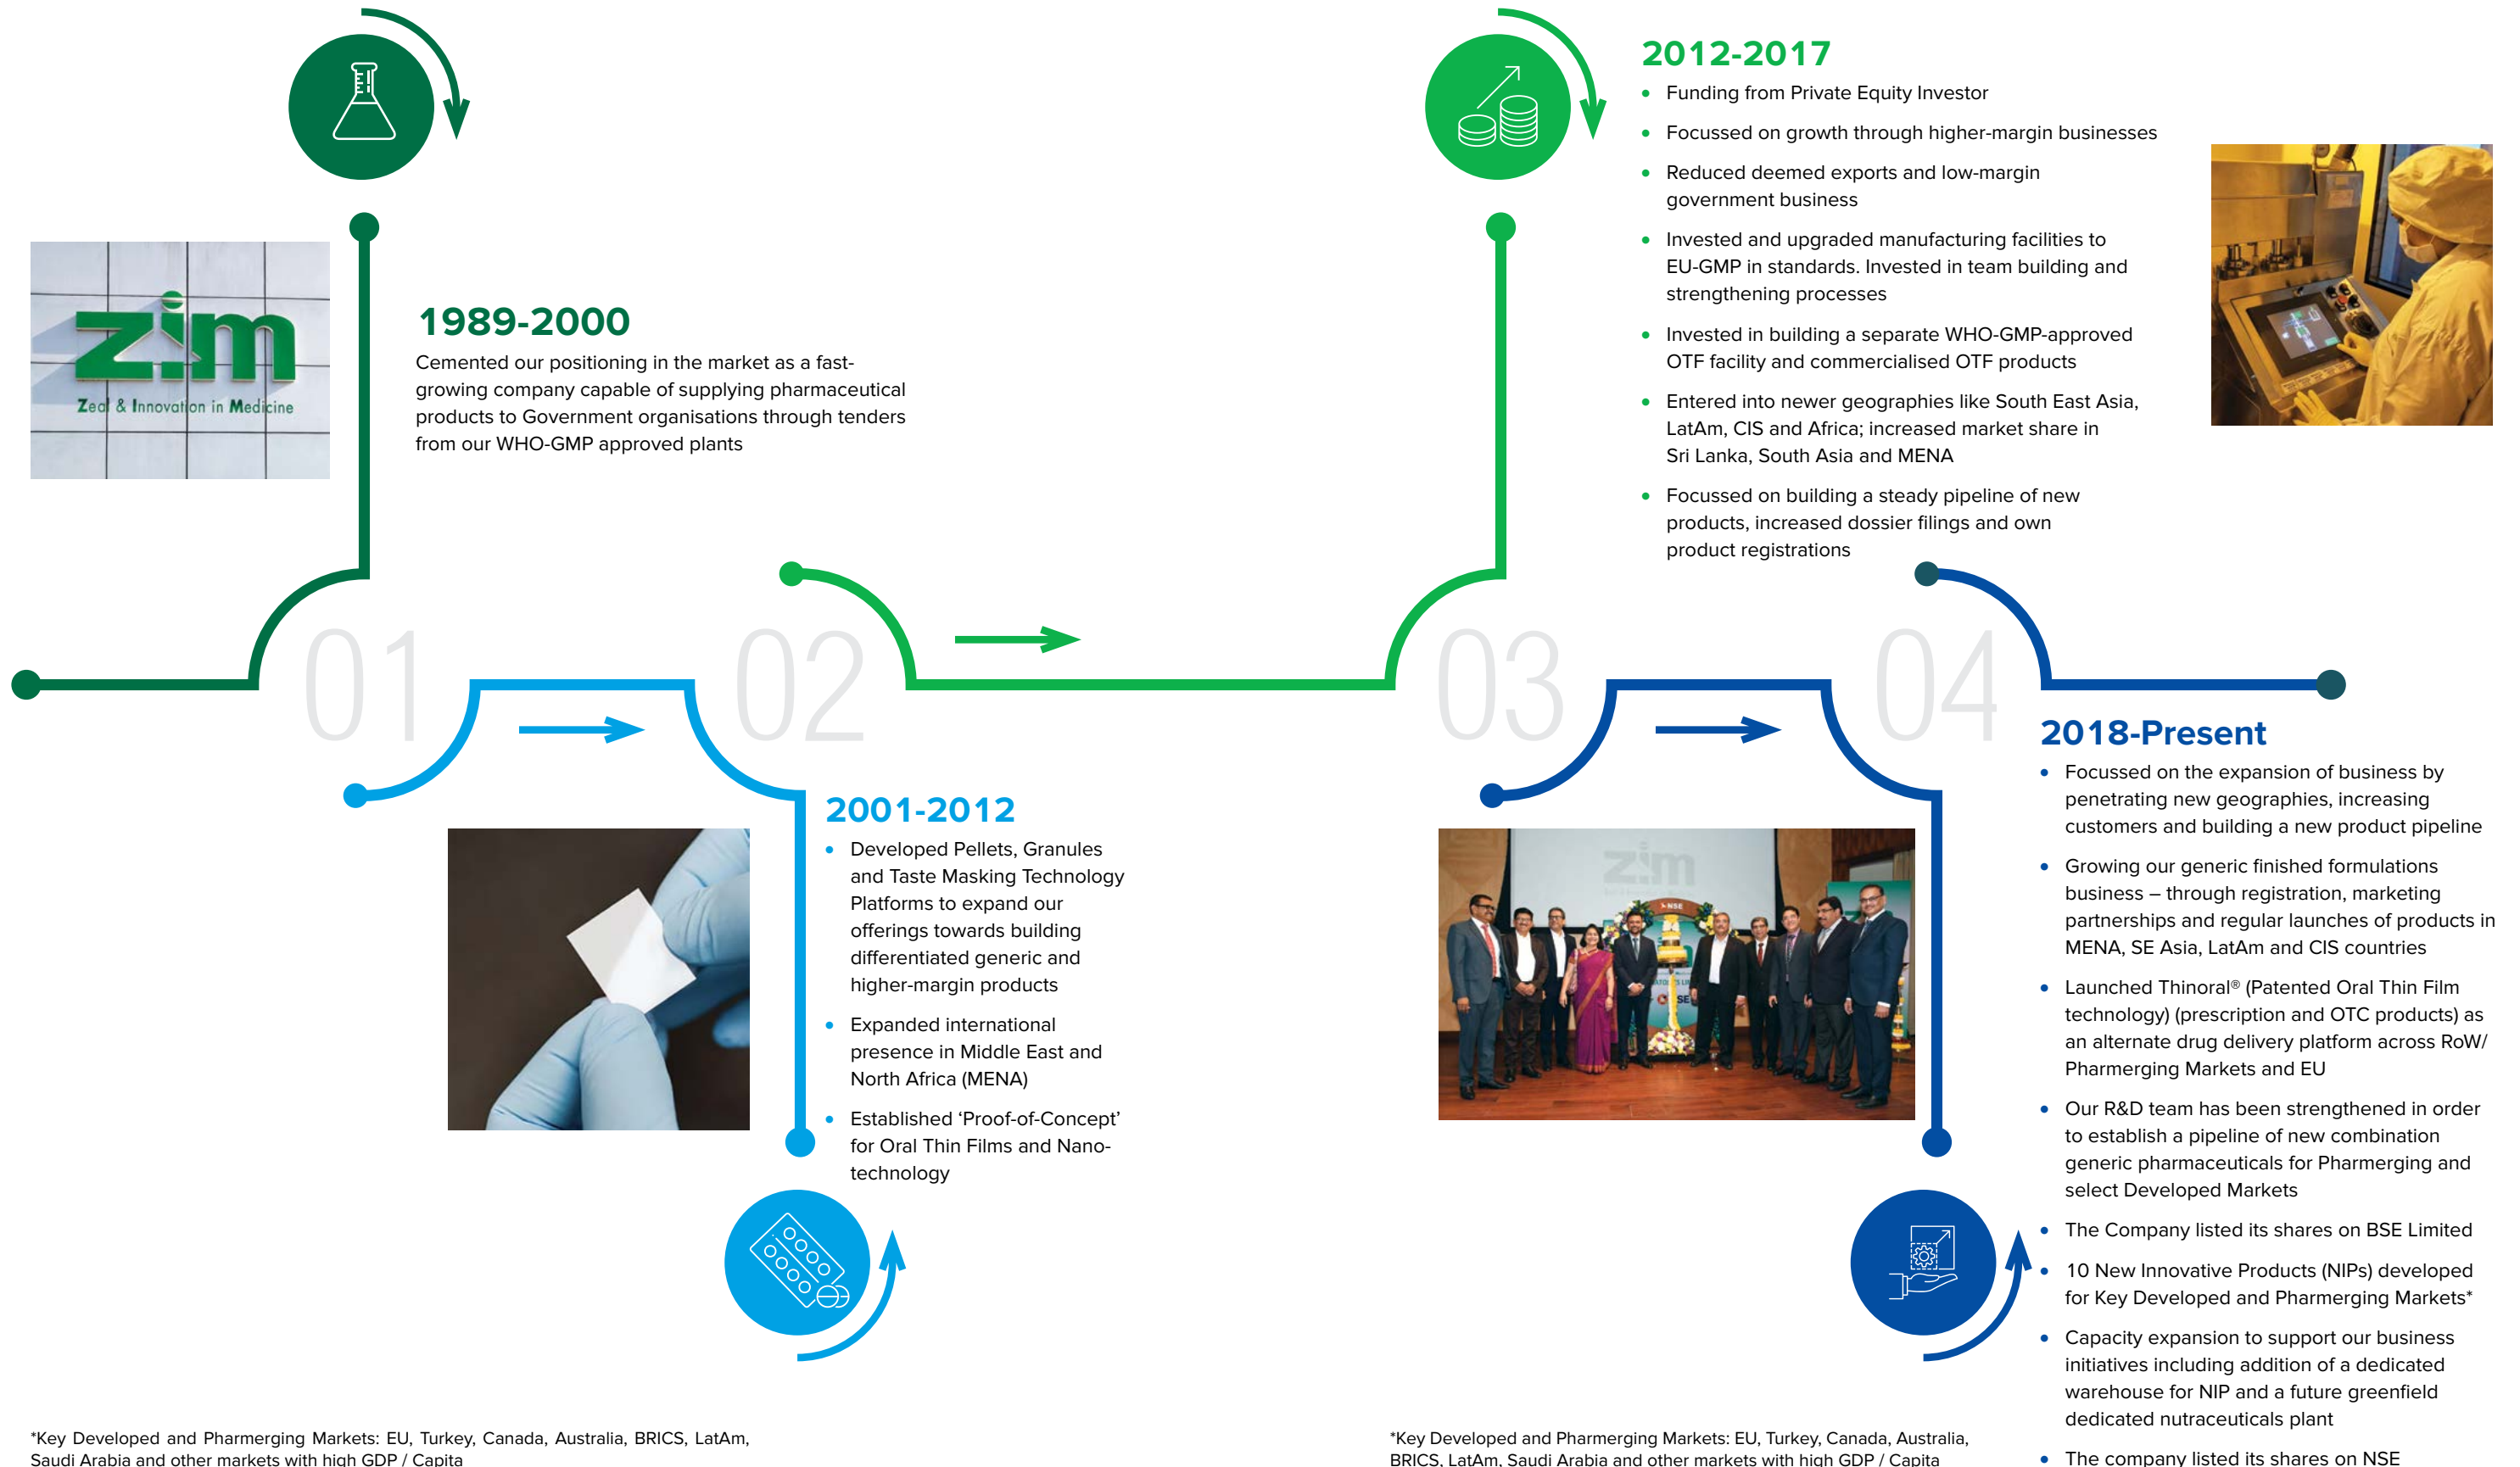 zim
Zeal & Innovation in Medicine
1989-2000
Cemented our positioning in the market as a fast-
growing company capable of supplying pharmaceutical
products to Government organisations through tenders
from our WHO-GMP approved plants
01
02
2001-2012
• Developed Pellets, Granules
and Taste Masking Technology
Platforms to expand our
offerings towards building
differentiated generic and
higher-margin products
• Expanded international
presence in Middle East and
North Africa (MENA)
• Established ‘Proof-of-Concept’
for Oral Thin Films and Nano-
technology
2012-2017
• Funding from Private Equity Investor
• Focussed on growth through higher-margin businesses
• Reduced deemed exports and low-margin
government business
• Invested and upgraded manufacturing facilities to
EU-GMP in standards. Invested in team building and
strengthening processes
• Invested in building a separate WHO-GMP-approved
OTF facility and commercialised OTF products
• Entered into newer geographies like South East Asia,
LatAm, CIS and Africa; increased market share in
Sri Lanka, South Asia and MENA
• Focussed on building a steady pipeline of new
products, increased dossier filings and own
product registrations
03
04
zim
NSE
2018-Present
• Focussed on the expansion of business by
penetrating new geographies, increasing
customers and building a new product pipeline
• Growing our generic finished formulations
business – through registration, marketing
partnerships and regular launches of products in
MENA, SE Asia, LatAm and CIS countries
• Launched Thinoral® (Patented Oral Thin Film
technology) (prescription and OTC products) as
an alternate drug delivery platform across RoW/
Pharmerging Markets and EU
• Our R&D team has been strengthened in order
to establish a pipeline of new combination
generic pharmaceuticals for Pharmerging and
select Developed Markets
• The Company listed its shares on BSE Limited
• 10 New Innovative Products (NIPs) developed
for Key Developed and Pharmerging Markets*
• Capacity expansion to support our business
initiatives including addition of a dedicated
warehouse for NIP and a future greenfield
dedicated nutraceuticals plant
• The company listed its shares on NSE
*Key Developed and Pharmerging Markets: EU, Turkey, Canada, Australia, BRICS, LatAm,
Saudi Arabia and other markets with high GDP / Capita
*Key Developed and Pharmerging Markets: EU, Turkey, Canada, Australia,
BRICS, LatAm, Saudi Arabia and other markets with high GDP / Capita